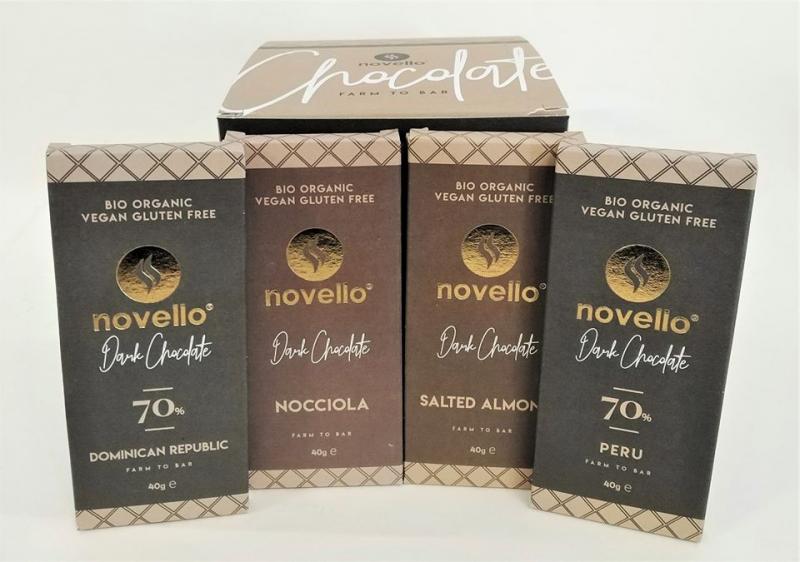 novello
Chocolate
FARM TO BAR
BIO ORGANIC
VEGAN GLUTEN FREE
novello
Dark Chocolate
70%
DOMINICAN REPUBLIC
FARM TO BAR
40g e
BIO ORGANIC
VEGAN GLUTEN FREE
novello
Dark Chocolate
NOCCIOLA
FARM TO BAR
40g e
BIO ORGANIC
VEGAN GLUTEN FREE
novello
Dark Chocolate
SALTED ALMON
FARM TO BAR
40g
BIO ORGANIC
VEGAN GLUTEN FREE
novello
Dark Chocolate
70%
PERU
FARM TO BAR
40g e